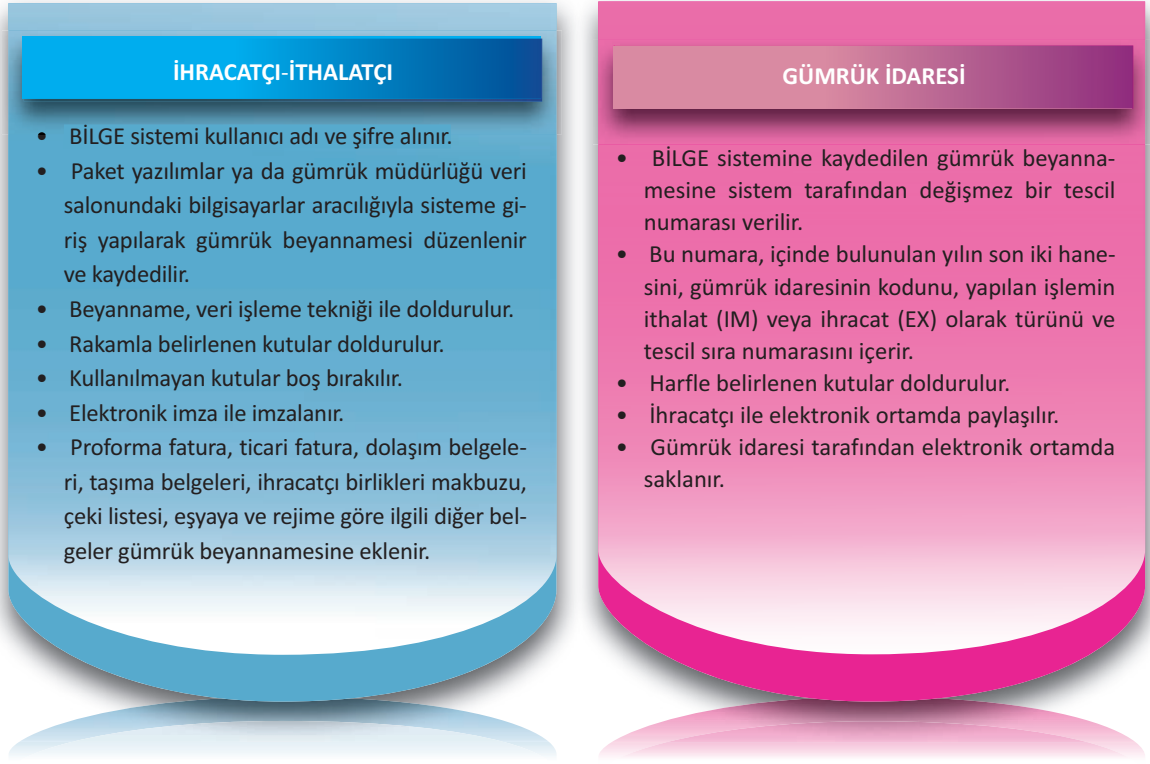 İHRACATÇI-İTHALATÇI
• BİLGE sistemi kullanıcı adı ve şifre alınır.
• Paket yazılımlar ya da gümrük müdürlüğü veri
salonundaki bilgisayarlar aracılığıyla sisteme gi-
riş yapılarak gümrük beyannamesi düzenlenir
ve kaydedilir.
• Beyanname, veri işleme tekniği ile doldurulur.
• Rakamla belirlenen kutular doldurulur.
• Kullanılmayan kutular boş bırakılır.
• Elektronik imza ile imzalanır.
• Proforma fatura, ticari fatura, dolaşım belgele-
ri, taşıma belgeleri, ihracatçı birlikleri makbuzu,
çeki listesi, eşyaya ve rejime göre ilgili diğer bel-
geler gümrük beyannamesine eklenir.
GÜMRÜK İDARESİ
• BİLGE sistemine kaydedilen gümrük beyanna-
mesine sistem tarafından değişmez bir tescil
numarası verilir.
• Bu numara, içinde bulunulan yılın son iki hane-
sini, gümrük idaresinin kodunu, yapılan işlemin
ithalat (IM) veya ihracat (EX) olarak türünü ve
tescil sıra numarasını içerir.
• Harfle belirlenen kutular doldurulur.
• İhracatçı ile elektronik ortamda paylaşılır.
• Gümrük idaresi tarafından elektronik ortamda
saklanır.